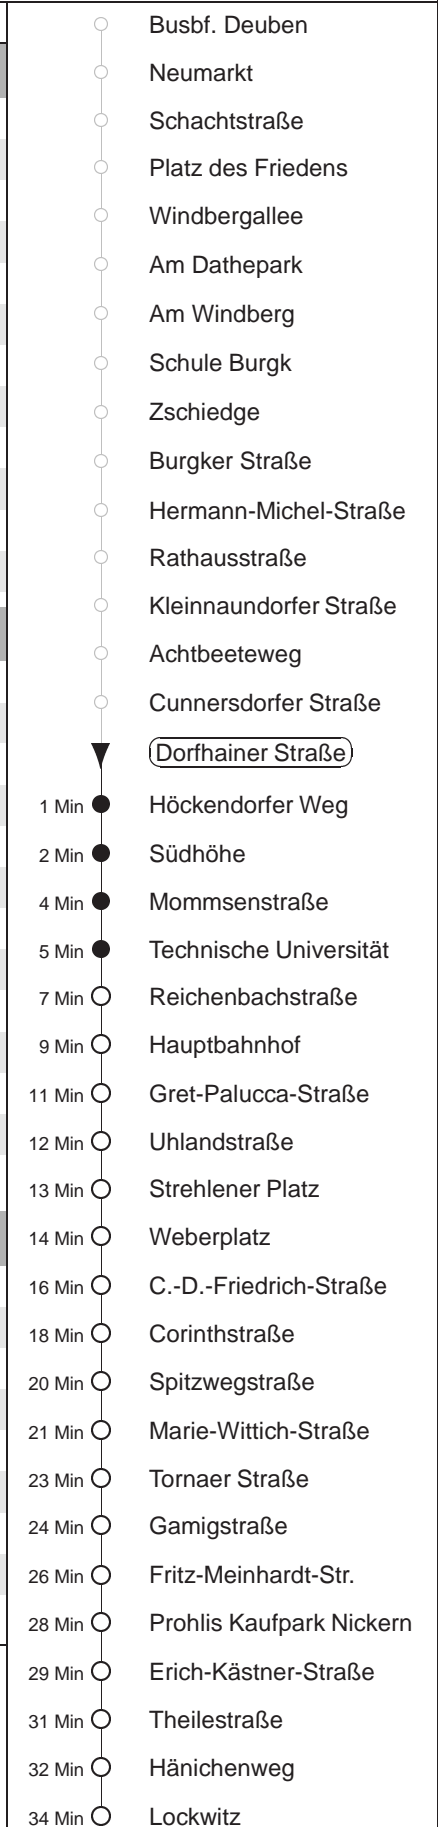 Busbf. Deuben
Neumarkt
Schachtstraße
Platz des Friedens
Windbergallee
Am Dathepark
Am Windberg
Schule Burgk
Zschiedge
Burgker Straße
Hermann-Michel-Straße
Rathausstraße
Kleinnaundorfer Straße
Achtbeeteweg
Cunnersdorfer Straße
Dorfhainer Straße
1 Min Höckendorfer Weg
2 Min Südhöhe
4 Min Mommsenstraße
5 Min Technische Universität
7 Min Reichenbachstraße
9 Min Hauptbahnhof
11 Min Gret-Palucca-Straße
12 Min Uhlandstraße
13 Min Strehlener Platz
14 Min Weberplatz
16 Min C.-D.-Friedrich-Straße
18 Min Corinthstraße
20 Min Spitzwegstraße
21 Min Marie-Wittich-Straße
23 Min Tornaer Straße
24 Min Gamigstraße
26 Min Fritz-Meinhardt-Str.
28 Min Prohlis Kaufpark Nickern
29 Min Erich-Kästner-Straße
31 Min Theilestraße
32 Min Hänichenweg
34 Min Lockwitz